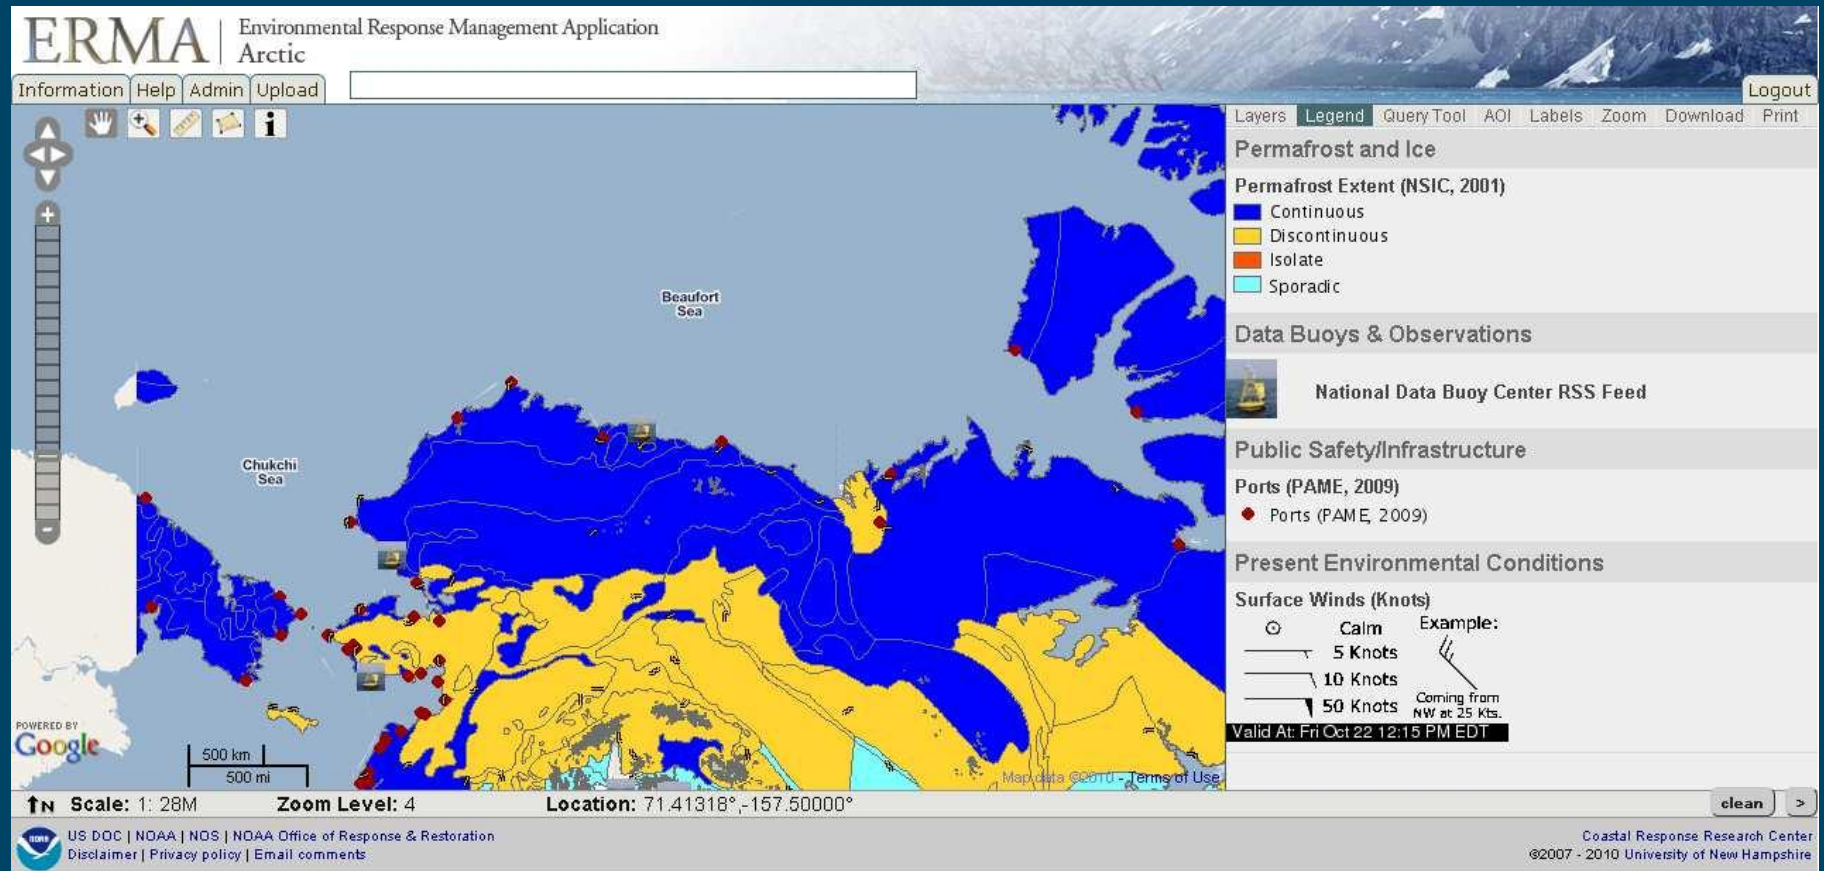 ERMA
Environmental Response Management Application
Arctic
Information
Help
Admin
Upload
Logout
Layers
Legend
Query Tool
AOI
Labels
Zoom
Download
Print
i
Beaufort
Sea
Chukchi
Sea
Permafrost and Ice
Permafrost Extent (NSIC, 2001)
Continuous
Discontinuous
Isolate
Sporadic
Data Buoys & Observations
National Data Buoy Center RSS Feed
Public Safety/Infrastructure
Ports (PAME, 2009)
Ports (PAME, 2009)
Present Environmental Conditions
Surface Winds (Knots)
Calm
5 Knots
10 Knots
50 Knots
Example:
Coming from
NW at 25 Kts.
Valid At: Fri Oct 22 12:15 PM EDT
POWERED BY
Google
500 km
500 mi
Map data ©2010 - Terms of Use
N
Scale: 1: 28M
Zoom Level: 4
Location: 71.41318°,-157.50000°
clean
>
NOAA
US DOC | NOAA | NOS | NOAA Office of Response & Restoration
Disclaimer | Privacy policy | Email comments
Coastal Response Research Center
©2007 - 2010 University of New Hampshire